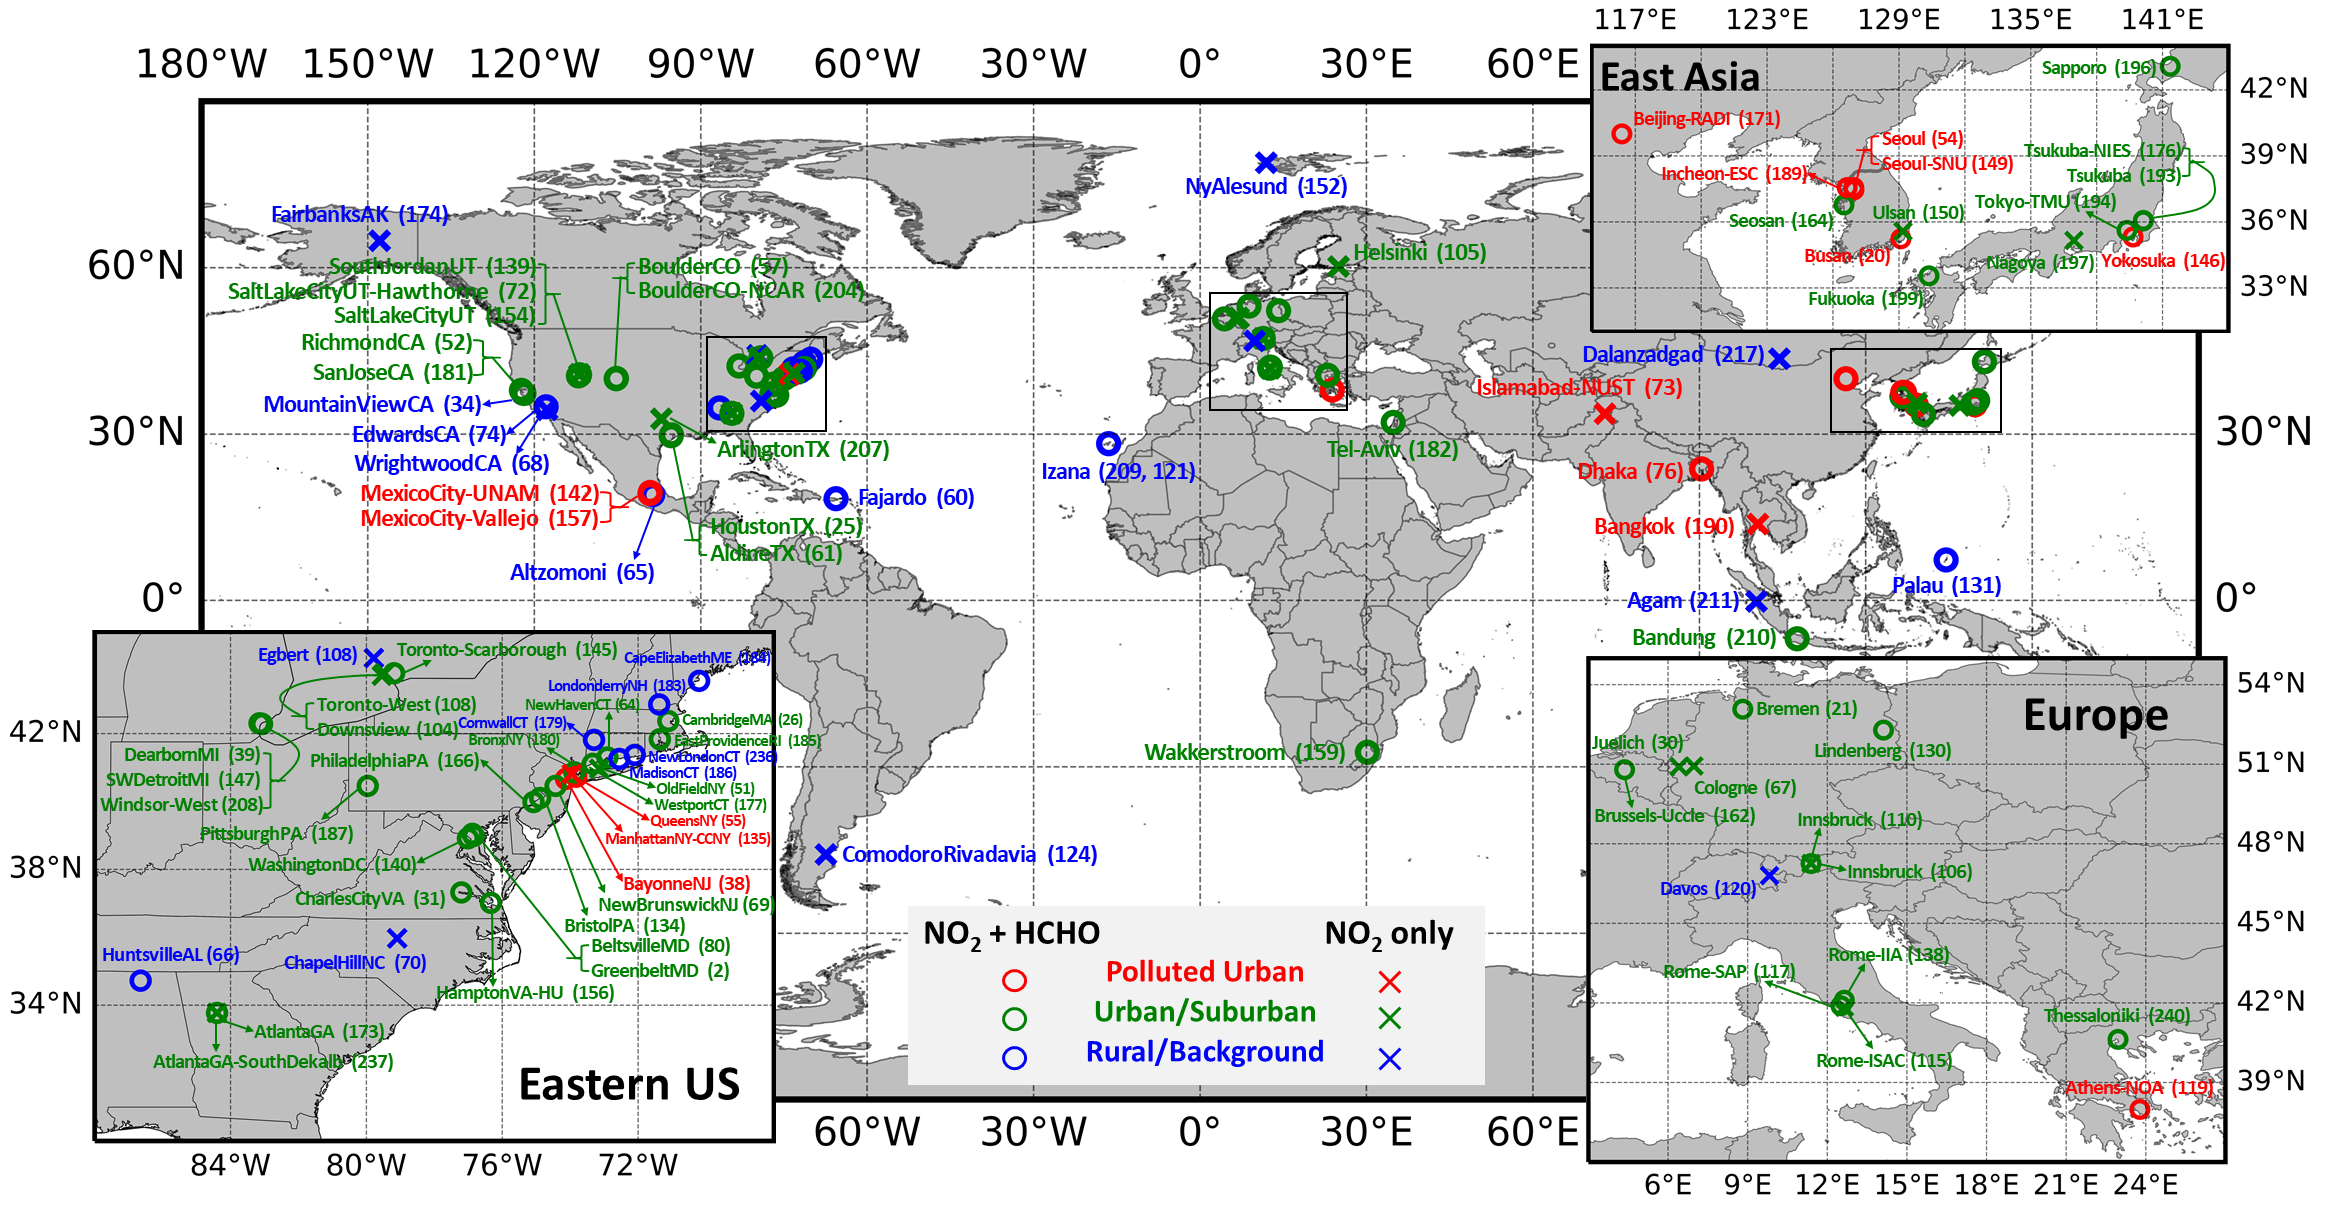 117°E 123°E 129°E 135°E 141°E
180°W 150°W 120°W 90°W 60°W 30°W 0° 30°E 60°E
East Asia
Sapporo (196)
42°N
Beijing-RADI (171)
Seoul (54)
Seoul-SNU (149)
Tsukuba-NIES (176)
39°N
Incheon-ESC (189)
Tsukuba (193)
Tokyo-TMU (194)
Seosan (164)
Ulsan (150)
36°N
Busan (20)
Nagoya (197)
Yokosuka (146)
33°N
Fukuoka (199)
NyAlesund (152)
FairbanksAK (174)
60°N
Helsinki (105)
SouthJordanUT (139)
BoulderCO (57)
SaltLakeCityUT-Hawthorne (72)
BoulderCO-NCAR (204)
SaltLakeCityUT (154)
RichmondCA (52)
SanJoseCA (181)
MountainViewCA (34)
EdwardsCA (74)
WrightwoodCA (68)
30°N
30°N
ArlingtonTX (207)
Dalanzadgad (217)
Islamabad-NUST (73)
Tel-Aviv (182)
Izana (209, 121)
Dhaka (76)
MexicoCity-UNAM (142)
MexicoCity-Vallejo (157)
Fajardo (60)
HoustonTX (25)
AldineTX (61)
Bangkok (190)
Altzomoni (65)
Palau (131)
0°
0°
Agam (211)
Bandung (210)
Egbert (108)
Toronto-Scarborough (145)
CapeElizabethME (184)
LondonderryNH (183)
NewHavenCT (64)
Toronto-West (108)
Downsview (104)
CornwallCT (179)
CambridgeMA (26)
42°N
BronxNY (180)
EastProvidenceRI (185)
DearbornMI (39)
PhiladelphiaPA (166)
NewLondonCT (236)
MadisonCT (186)
SWDetroitMI (147)
OldFieldNY (51)
Windsor-West (208)
WestportCT (177)
QueensNY (55)
PittsburghPA (187)
ManhattanNY-CCNY (135)
WashingtonDC (140)
38°N
BayonneNJ (38)
CharlesCityVA (31)
NewBrunswickNJ (69)
BristolPA (134)
BeltsvilleMD (80)
HuntsvilleAL (66)
ChapelHillNC (70)
GreenbeltMD (2)
HamptonVA-HU (156)
34°N
AtlantaGA (173)
AtlantaGA-SouthDekalb (237)
Eastern US
84°W 80°W 76°W 72°W
Wakkerstroom (159)
ComodoroRivadavia (124)
NO2 + HCHO
NO2 only
Polluted Urban
Urban/Suburban
Rural/Background
60°W 30°W 0° 30°E 60°E
54°N
Europe
Bremen (21)
Juelich (30)
Lindenberg (130)
51°N
Cologne (67)
Brussels-Uccle (162)
Innsbruck (110)
48°N
Innsbruck (106)
Davos (120)
45°N
Rome-IIA (138)
Rome-SAP (117)
42°N
Thessaloniki (240)
Rome-ISAC (115)
39°N
Athens-NOA (119)
6°E 9°E 12°E 15°E 18°E 21°E 24°E